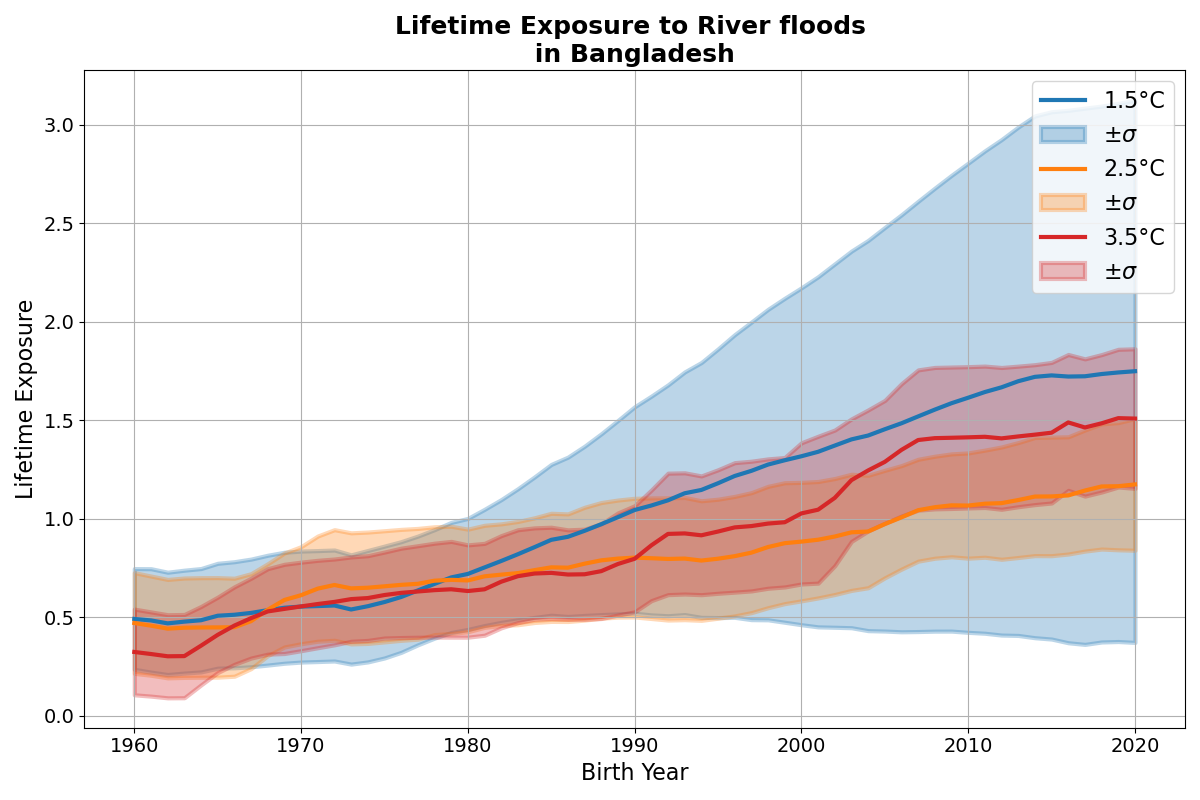 Lifetime Exposure to River floods
in Bangladesh
3.0
2.5
2.0
1.5
1.0
0.5
0.0
Lifetime Exposure
1960 1970 1980 1990 2000 2010 2020
Birth Year
1.5°C
±σ
2.5°C
±σ
3.5°C
±σ